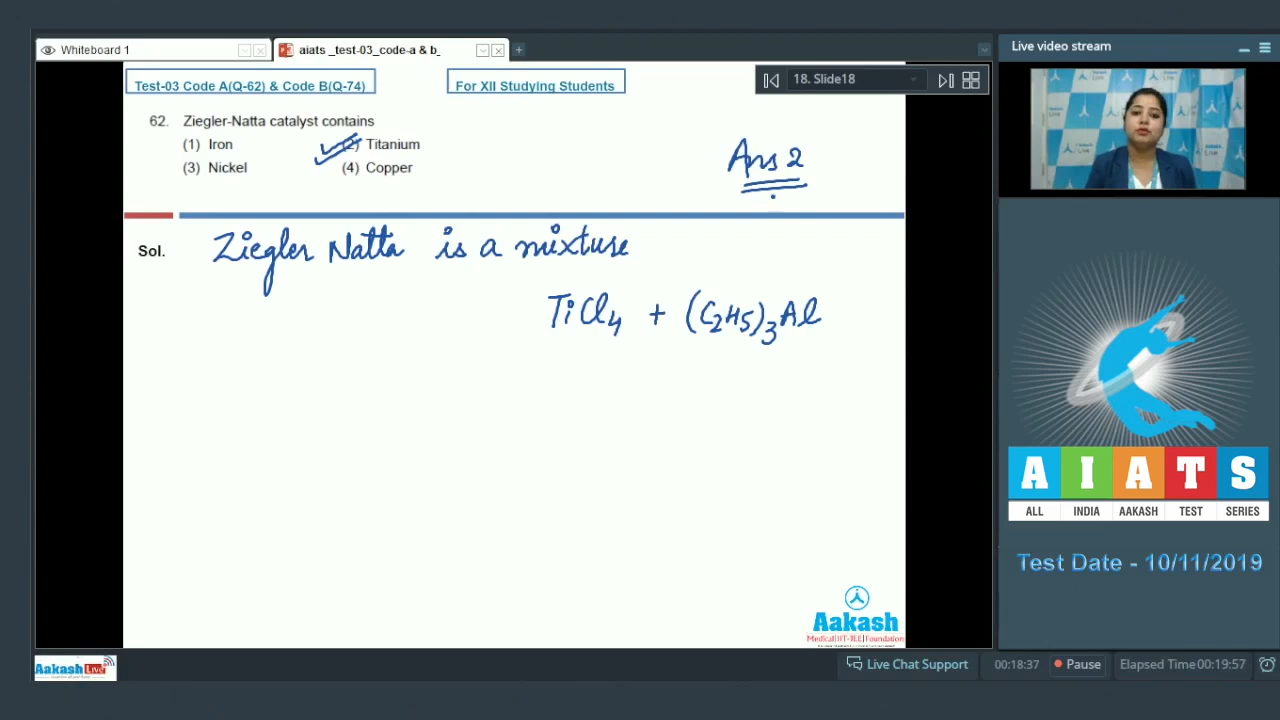 Whiteboard 1
aiats _test-03_code-a & b_
Live video stream
Test-03 Code A(Q-62) & Code B(Q-74)
For XII Studying Students
18. Slide18
62. Ziegler-Natta catalyst contains
(1) Iron
(2) Titanium
(3) Nickel
(4) Copper
Ans 2
Sol. Ziegler Natta is a mixture
TiCl4 + (C2H5)3Al
A I A T S
ALL INDIA AAKASH TEST SERIES
Test Date - 10/11/2019
Aakash
Medical|IIT-JEE|Foundation
Aakash Live
Live Chat Support
00:18:37
Pause
Elapsed Time 00:19:57